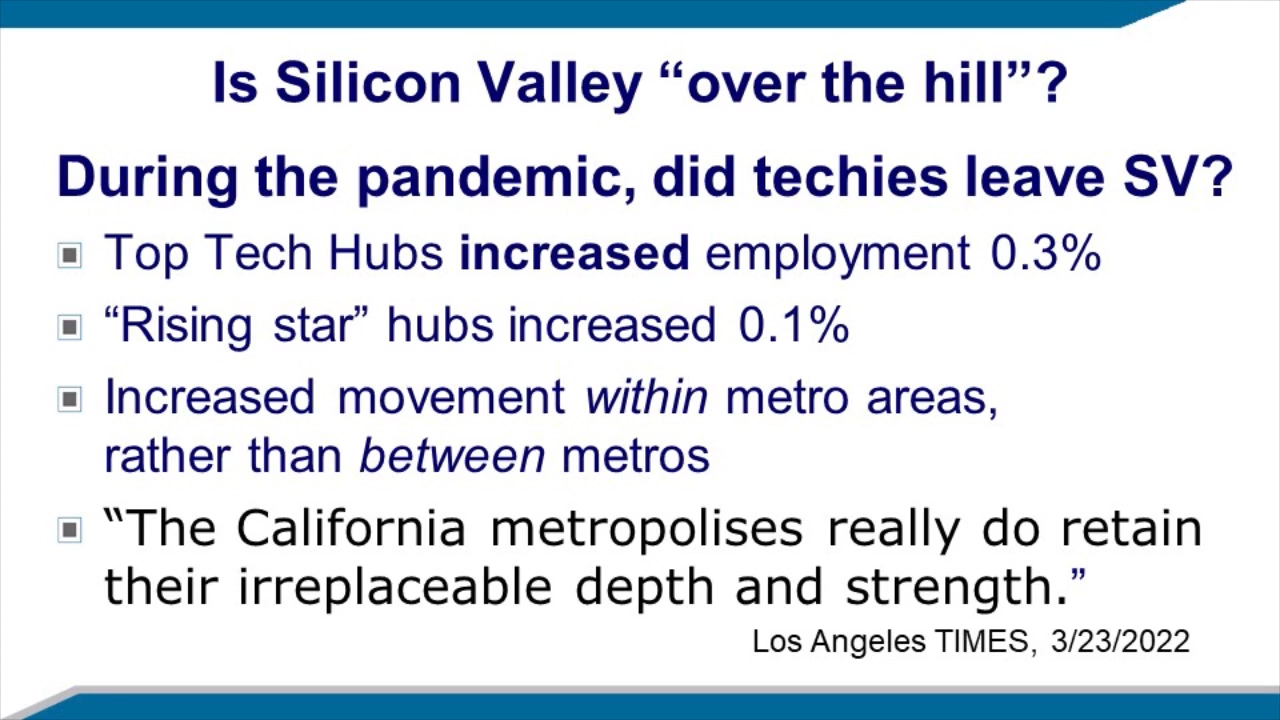 Is Silicon Valley “over the hill”?
During the pandemic, did techies leave SV?
Top Tech Hubs increased employment 0.3%
“Rising star” hubs increased 0.1%
Increased movement within metro areas,
rather than between metros
“The California metropolises really do retain
their irreplaceable depth and strength.”
Los Angeles TIMES, 3/23/2022